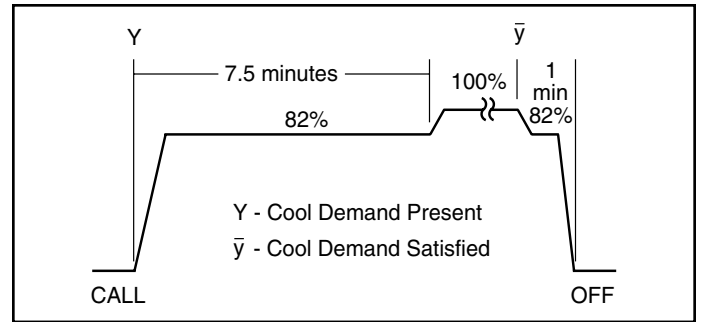 Y
ȳ
7.5 minutes
100%
1
min
82%
82%
Y - Cool Demand Present
ȳ - Cool Demand Satisfied
CALL
OFF